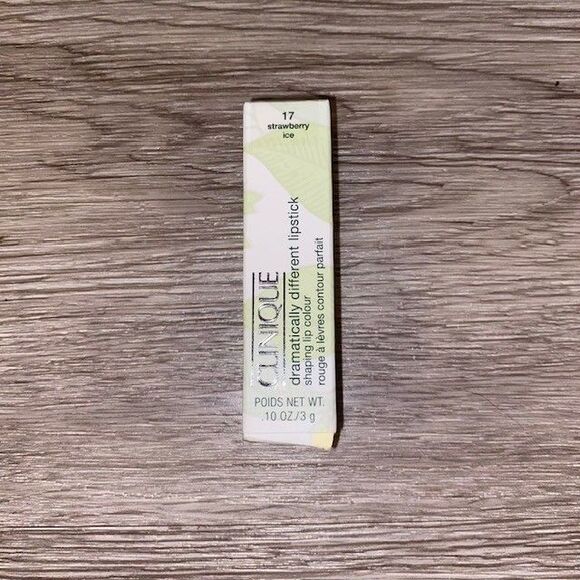 17
strawberry
ice
CLINIQUE
dramatically different lipstick
shaping lip colour
rouge à lèvres contour parfait
POIDS NET WT.
.10 OZ./3 g